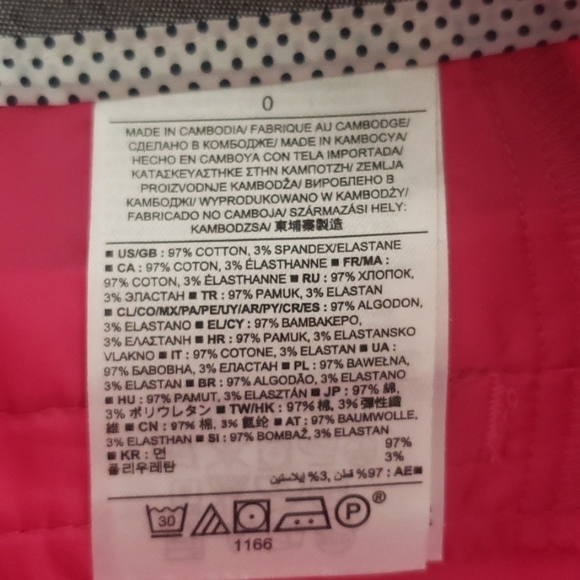 0
MADE IN CAMBODIA/ FABRIQUE AU CAMBODGE/
СДЕЛАНО В КОМБОДЖЕ/ MADE IN KAMBOCYA/
HECHO EN CAMBOYA CON TELA IMPORTADA/
ΚΑΤΑΣΚΕΥΑΣΤΗΚΕ ΣΤΗΝ ΚΑΜΠΟΤΖΗ/ ZEMLJA
PROIZVODNJE KAMBODŽA/ ВИРОБЛЕНО В
КАМБОДЖІ/ WYPRODUKOWANO W KAMBODŻY/
FABRICADO NO CAMBOJA/ SZÁRMAZÁSI HELY:
KAMBODZSA/ 東埔寨製造
■ US/GB : 97% COTTON, 3% SPANDEX/ELASTANE
■ CA : 97% COTON, 3% ÉLASTHANNE ■ FR/MA :
97% COTON, 3% ÉLASTHANNE ■ RU : 97% ХЛОПОК,
3% ЭЛАСТАН ■ TR : 97% PAMUK, 3% ELASTAN
■ CL/CO/MX/PA/PE/UY/AR/PY/CR/ES : 97% ALGODON,
3% ELASTANO ■ EL/CY : 97% ΒΑΜΒΑΚΕΡΟ,
3% ΕΛΑΣΤΑΝΗ ■ HR : 97% PAMUK, 3% ELASTANSKO
VLAKNO ■ IT : 97% COTONE, 3% ELASTAN ■ UA :
97% БАВОВНА, 3% ЕЛАСТАН ■ PL : 97% BAWEŁNA,
3% ELASTAN ■ BR : 97% ALGODÃO, 3% ELASTANO
■ HU : 97% PAMUT, 3% ELASZTÁN ■ JP : 97% 綿,
3% ポリウレタン ■ TW/HK : 97% 棉, 3% 彈性纖
維 ■ CN : 97% 棉, 3% 氨纶 ■ AT : 97% BAUMWOLLE,
3% ELASTHAN ■ SI : 97% BOMBAŽ, 3% ELASTAN
■ KR : 면 97%
폴리우레탄 3%
■AE : 97% قطن, 3% إيلاستين
30 P ®
1166